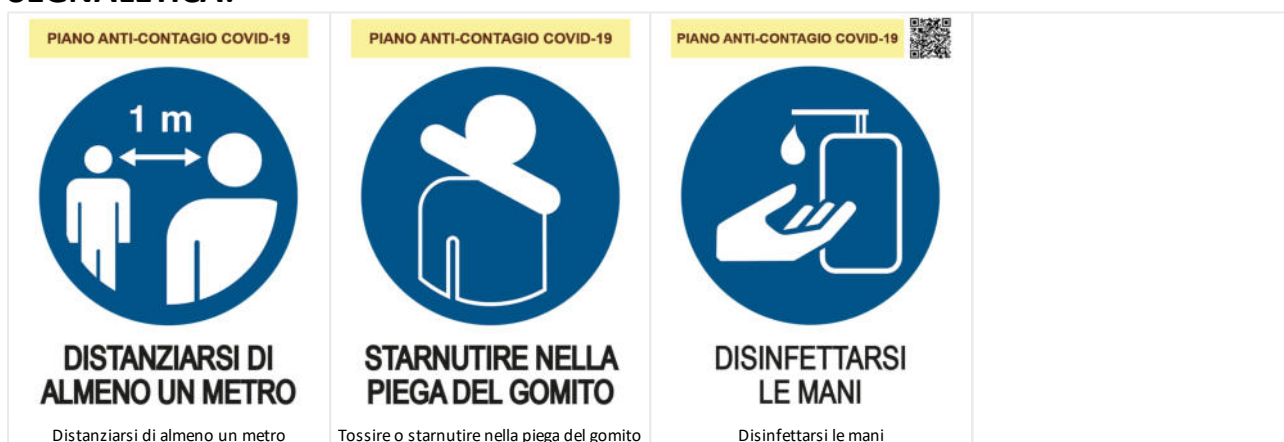 SEGNALETICA:
PIANO ANTI-CONTAGIO COVID-19
1 m
DISTANZIARSI DI
ALMENO UN METRO
Distanziarsi di almeno un metro
PIANO ANTI-CONTAGIO COVID-19
STARNUTIRE NELLA
PIEGA DEL GOMITO
Tossire o starnutire nella piega del gomito
PIANO ANTI-CONTAGIO COVID-19
DISINFETTARSI
LE MANI
Disinfettarsi le mani